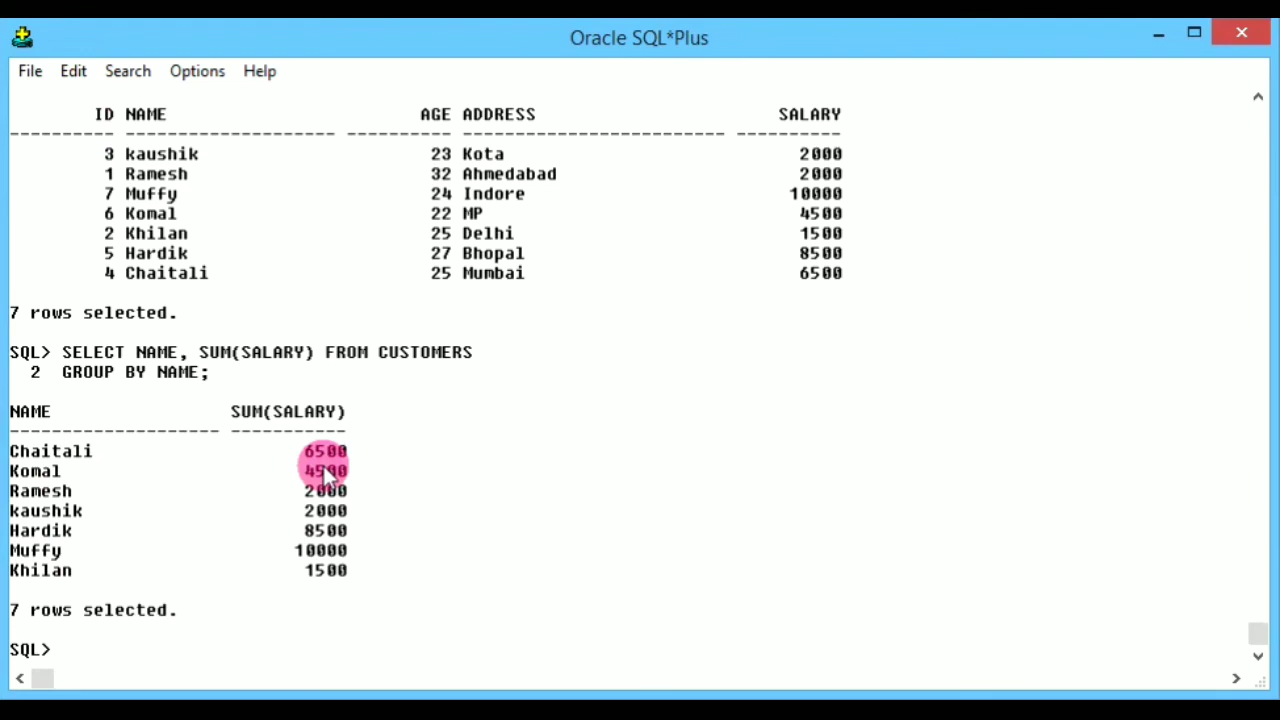 Oracle SQL*Plus
File Edit Search Options Help
ID NAME AGE ADDRESS SALARY
---------- -------------------- ---------- ------------------------- ----------
3 kaushik 23 Kota 2000
1 Ramesh 32 Ahmedabad 2000
7 Muffy 24 Indore 10000
6 Komal 22 MP 4500
2 Khilan 25 Delhi 1500
5 Hardik 27 Bhopal 8500
4 Chaitali 25 Mumbai 6500
7 rows selected.
SQL> SELECT NAME, SUM(SALARY) FROM CUSTOMERS
2 GROUP BY NAME;
NAME SUM(SALARY)
-------------------- -----------
Chaitali 6500
Komal 4500
Ramesh 2000
kaushik 2000
Hardik 8500
Muffy 10000
Khilan 1500
7 rows selected.
SQL>